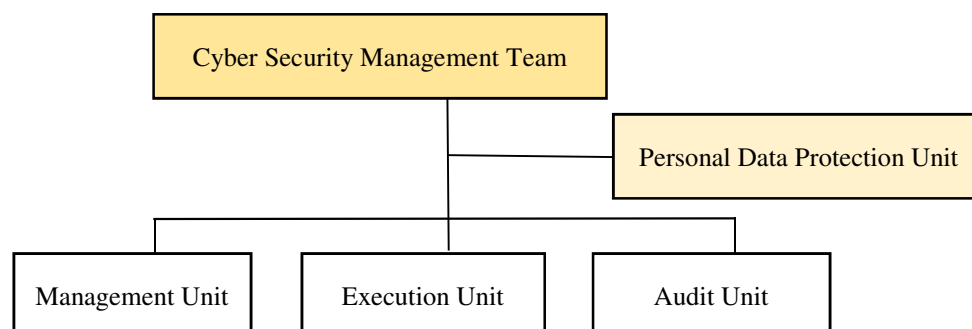 Cyber Security Management Team
Personal Data Protection Unit
Management Unit
Execution Unit
Audit Unit